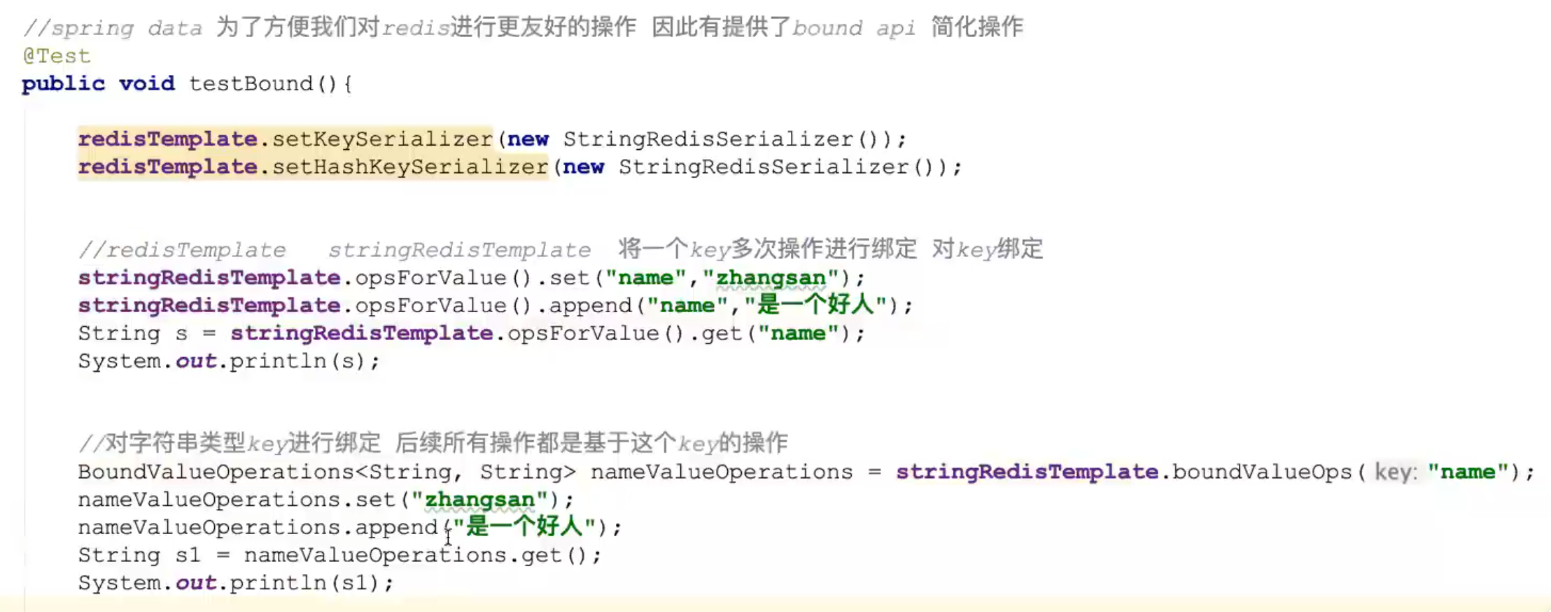 //spring data 为了方便我们对redis进行更友好的操作 因此有提供了bound api 简化操作
@Test
public void testBound(){
redisTemplate.setKeySerializer(new StringRedisSerializer());
redisTemplate.setHashKeySerializer(new StringRedisSerializer());
//redisTemplate stringRedisTemplate 将一个key多次操作进行绑定 对key绑定
stringRedisTemplate.opsForValue().set("name","zhangsan");
stringRedisTemplate.opsForValue().append("name","是一个好人");
String s = stringRedisTemplate.opsForValue().get("name");
System.out.println(s);
//对字符串类型key进行绑定 后续所有操作都是基于这个key的操作
BoundValueOperations<String, String> nameValueOperations = stringRedisTemplate.boundValueOps( key: "name");
nameValueOperations.set("zhangsan");
nameValueOperations.append("是一个好人");
String s1 = nameValueOperations.get();
System.out.println(s1);